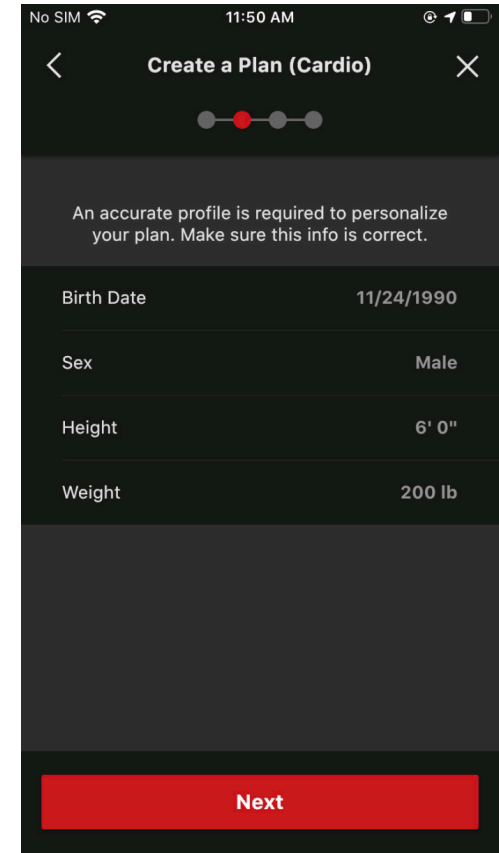 No SIM 11:50 AM
Create a Plan (Cardio)
An accurate profile is required to personalize
your plan. Make sure this info is correct.
Birth Date 11/24/1990
Sex Male
Height 6' 0"
Weight 200 lb
Next